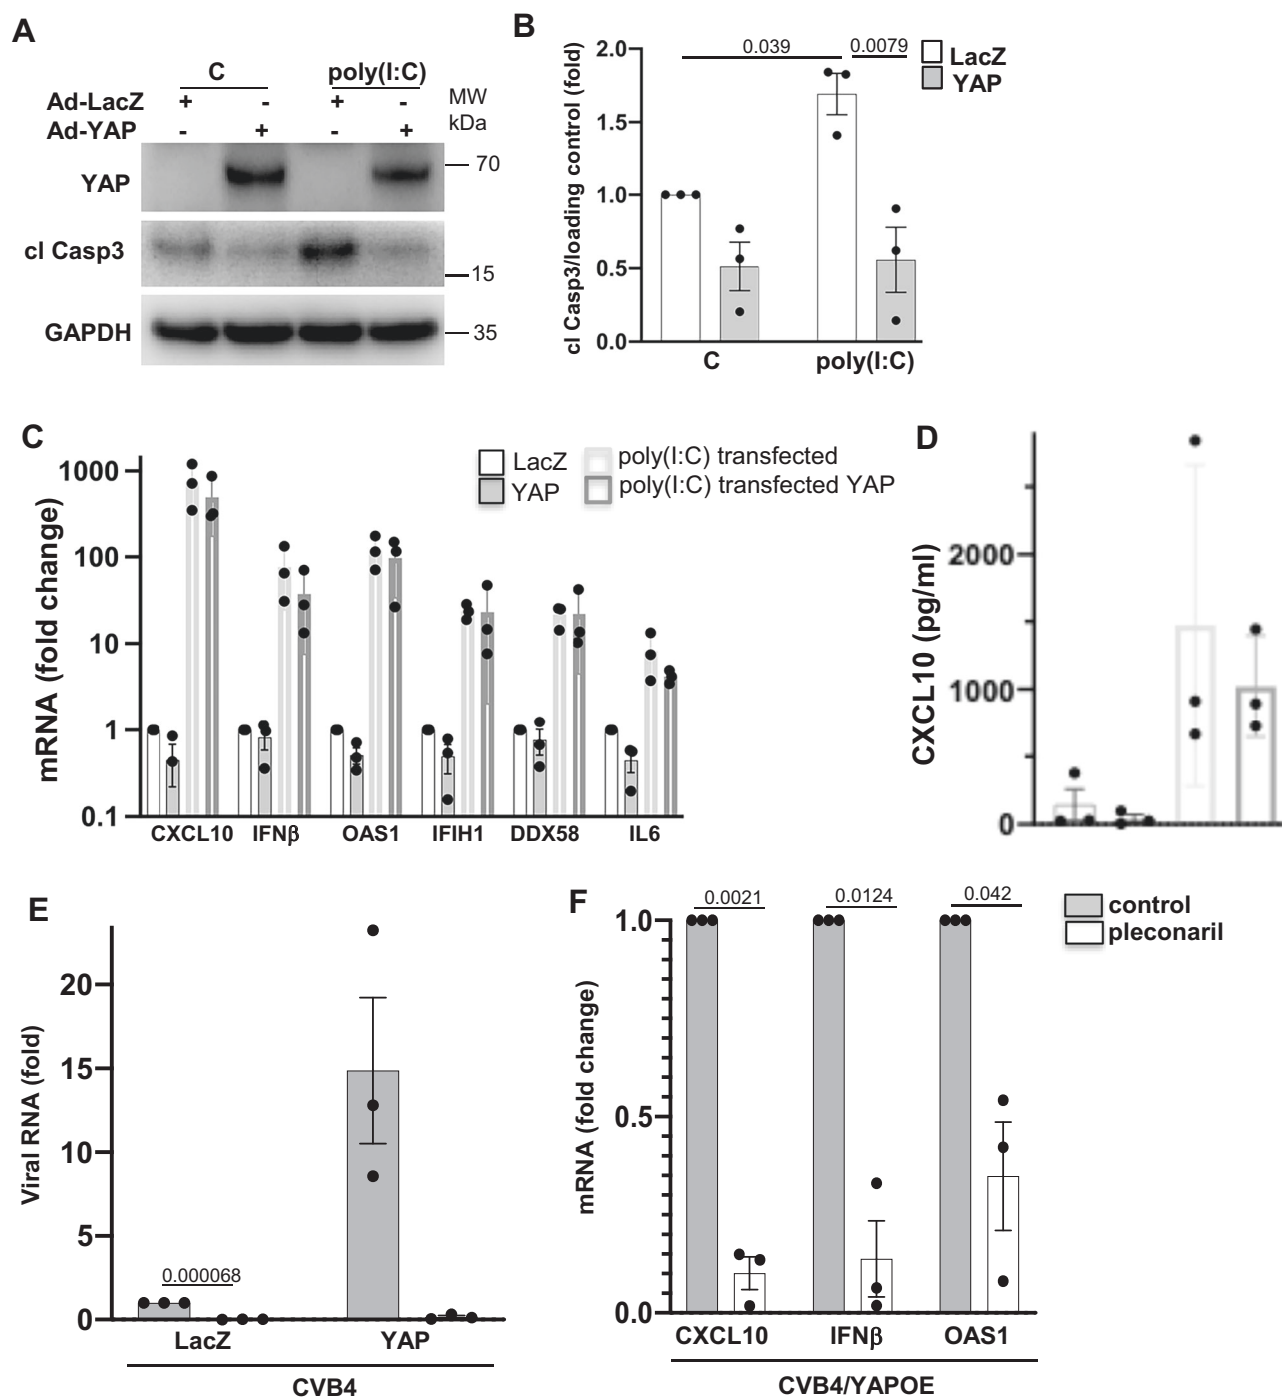 A
C poly(I:C)
Ad-LacZ + - + - MW
Ad-YAP - + - + kDa
YAP 70
cl Casp3 15
GAPDH 35
B
cl Casp3/loading control (fold)
2.0
1.5
1.0
0.5
0.0
0.039 0.0079
LacZ
YAP
C poly(I:C)
C
mRNA (fold change)
1000
100
10
1
0.1
LacZ poly(I:C) transfected
YAP poly(I:C) transfected YAP
CXCL10 IFNβ OAS1 IFIH1 DDX58 IL6
D
CXCL10 (pg/ml)
2000
1000
0
E
Viral RNA (fold)
20
15
10
5
0
0.000068
LacZ YAP
CVB4
F
mRNA (fold change)
1.0
0.5
0.0
0.0021 0.0124 0.042
control
pleconaril
CXCL10 IFNβ OAS1
CVB4/YAPOE